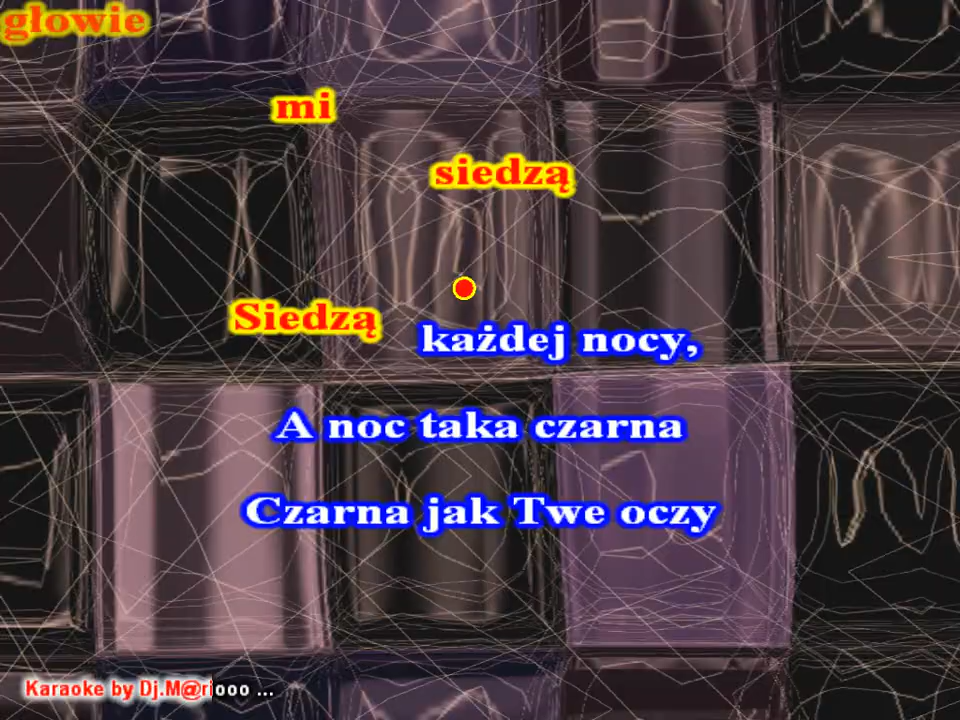 głowie
mi
siedzą
Siedzą
każdej nocy,
A noc taka czarna
Czarna jak Twe oczy
Karaoke by Dj.M@riooo ...